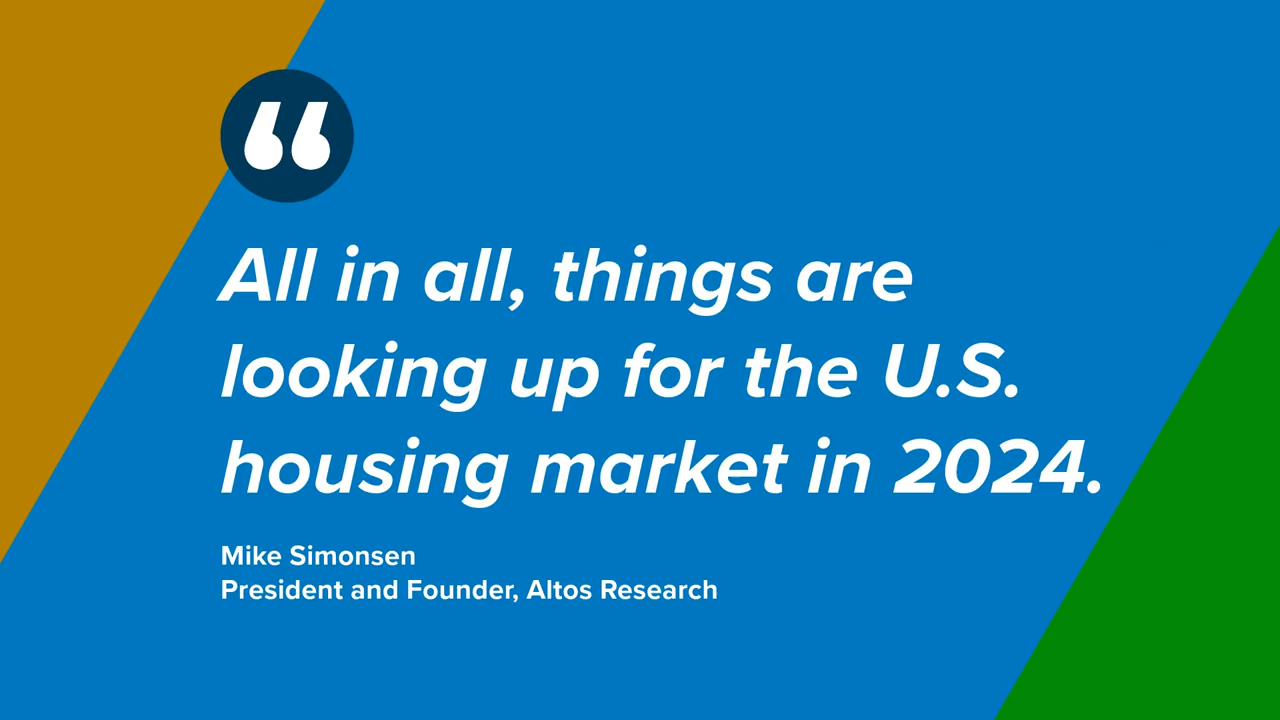 “
All in all, things are
looking up for the U.S.
housing market in 2024.
Mike Simonsen
President and Founder, Altos Research